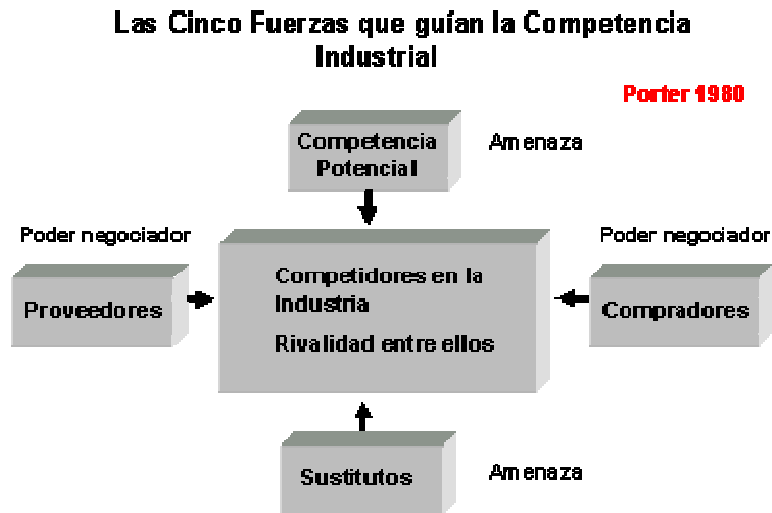 Las Cinco Fuerzas que guían la Competencia
Industrial
Porter 1980
Competencia
Potencial
Amenaza
Poder negociador
Poder negociador
Proveedores
Competidores en la
Industria
Rivalidad entre ellos
Compradores
Sustitutos
Amenaza